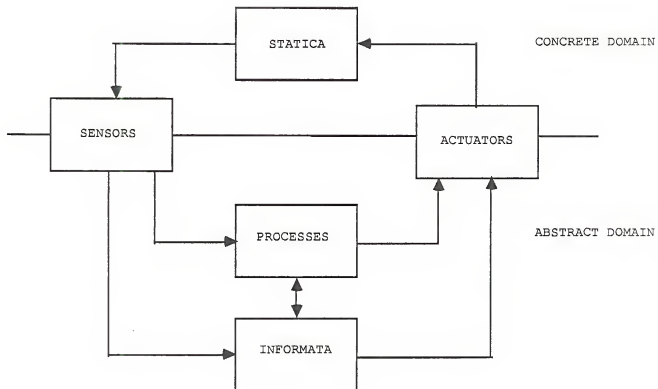 STATICA
CONCRETE DOMAIN
SENSORS
ACTUATORS
PROCESSES
ABSTRACT DOMAIN
INFORMATA